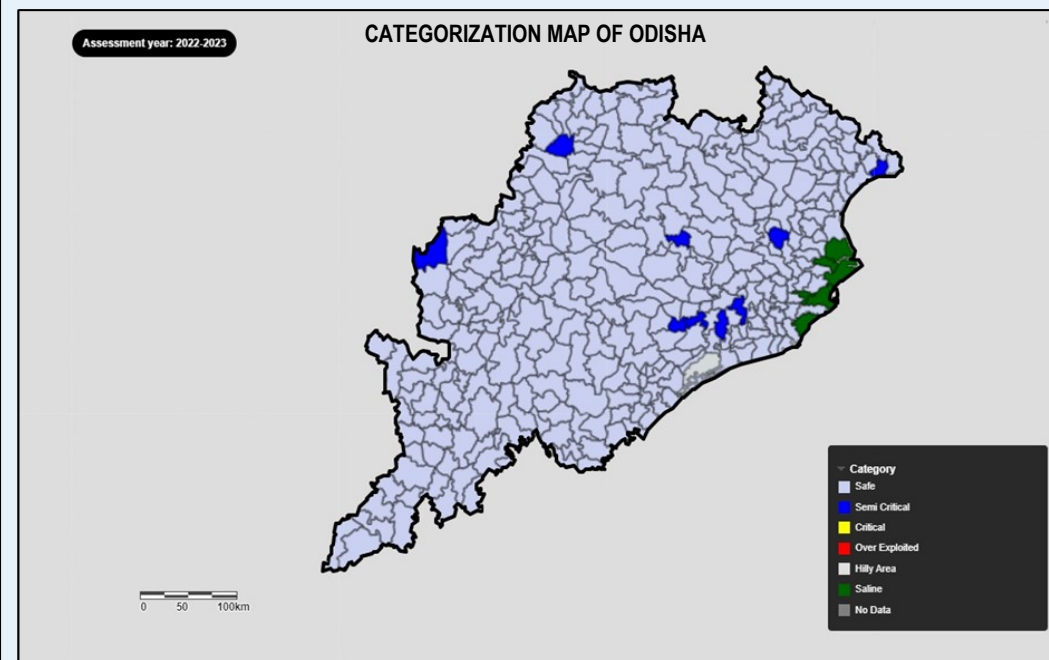 Assessment year: 2022-2023
CATEGORIZATION MAP OF ODISHA
Category
Safe
Semi Critical
Critical
Over Exploited
Hilly Area
Saline
No Data
0 50 100km